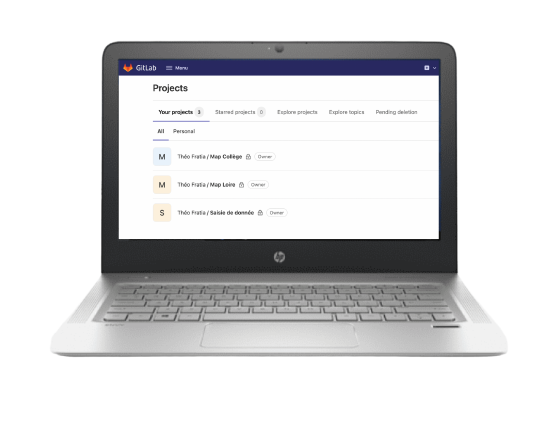 GitLab Menu
Projects
Your projects 3 Starred projects 0 Explore projects Explore topics Pending deletion
All Personal
M Théo Fratia / Map Collège Owner
M Théo Fratia / Map Loire Owner
S Théo Fratia / Saisie de donnée Owner
hp